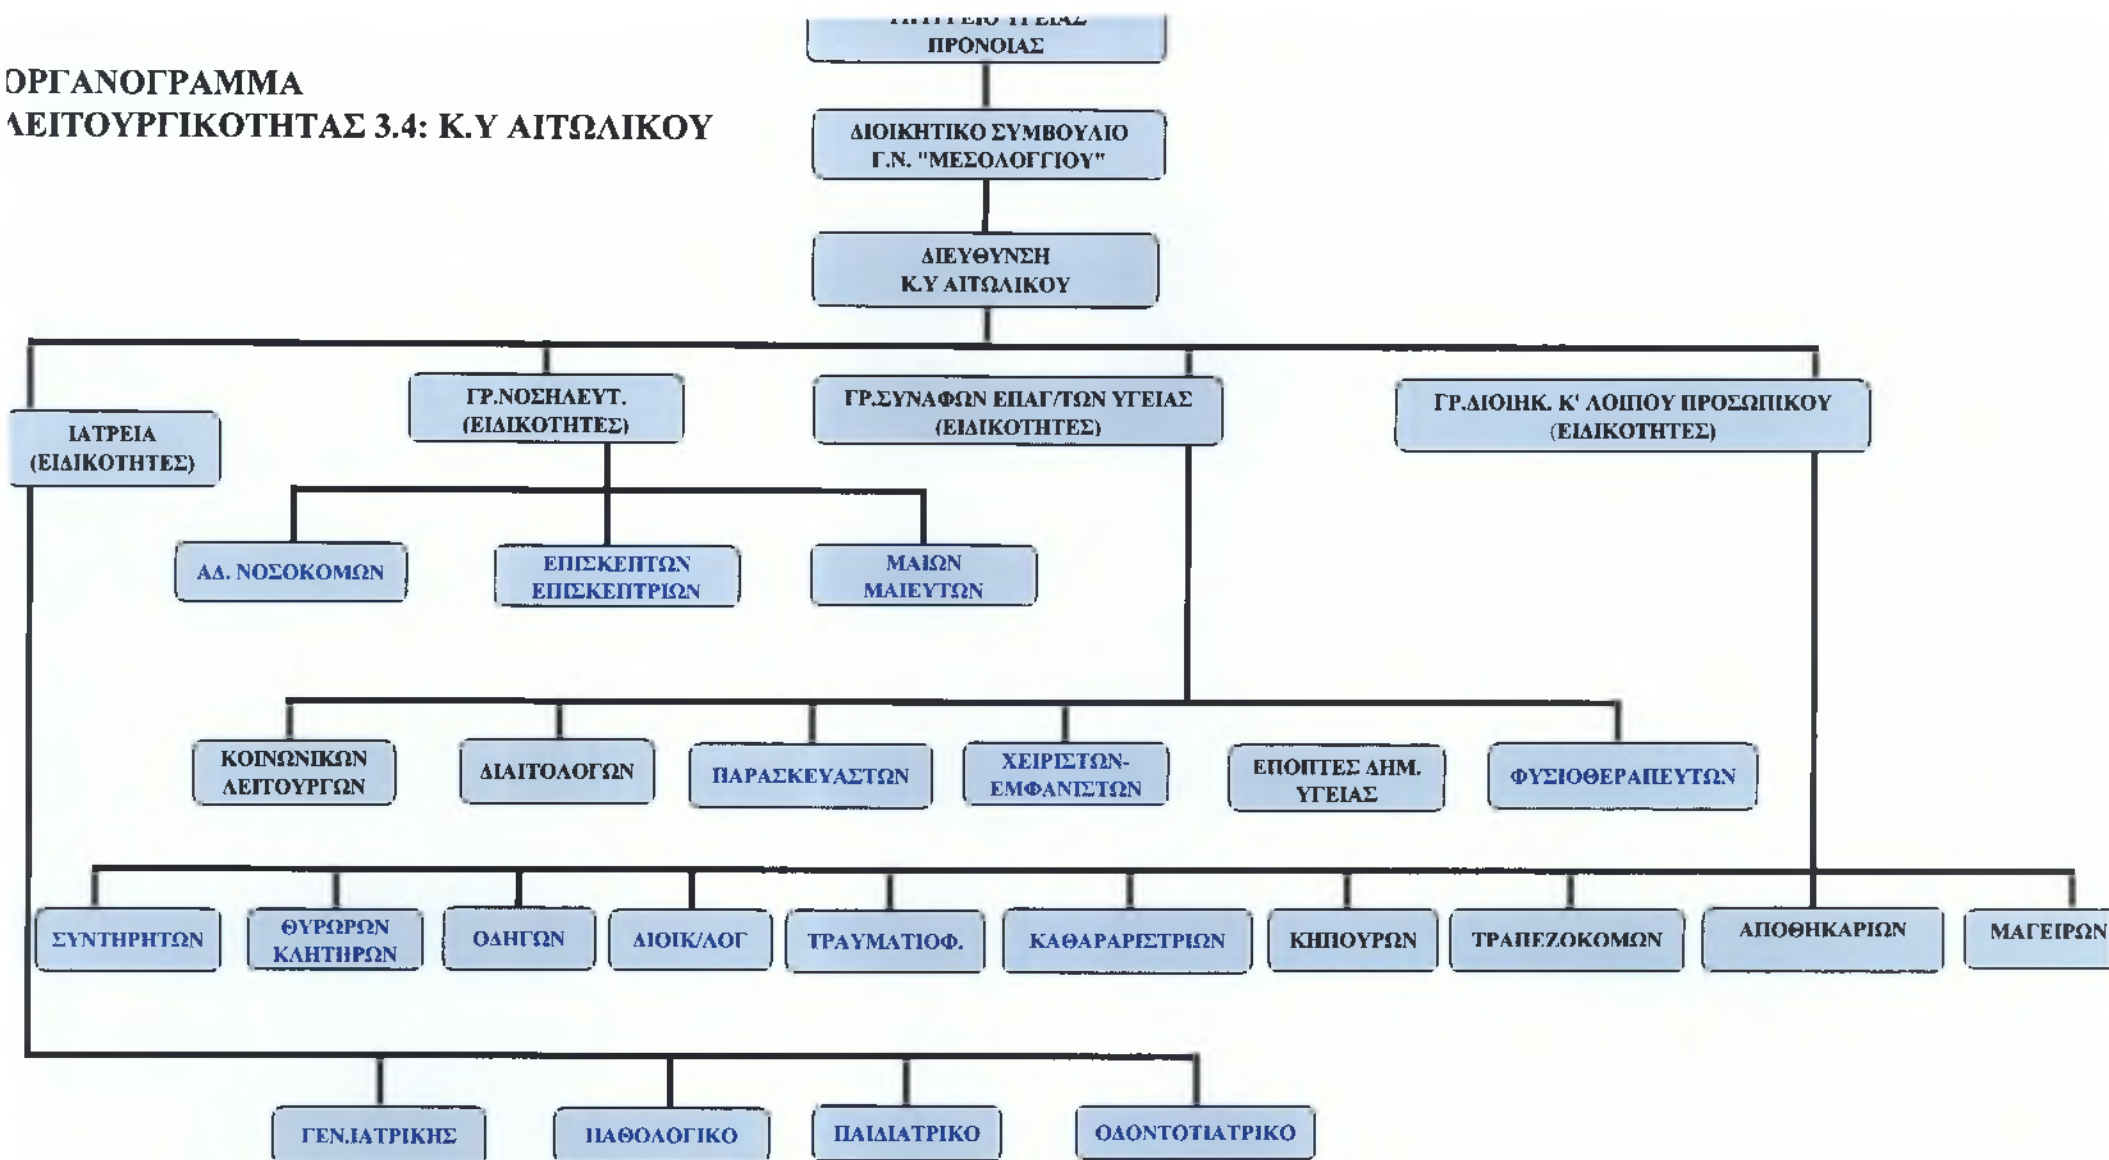 ΠΡΟΝΟΙΑΣ
ΟΡΓΑΝΟΓΡΑΜΜΑ
ΛΕΙΤΟΥΡΓΙΚΟΤΗΤΑΣ 3.4: Κ.Υ ΑΙΤΩΛΙΚΟΥ
ΔΙΟΙΚΗΤΙΚΟ ΣΥΜΒΟΥΛΙΟ
Γ.Ν. "ΜΕΣΟΛΟΓΓΙΟΥ"
ΔΙΕΥΘΥΝΣΗ
Κ.Υ ΑΙΤΩΛΙΚΟΥ
ΙΑΤΡΕΙΑ
(ΕΙΔΙΚΟΤΗΤΕΣ)
ΓΡ.ΝΟΣΗΛΕΥΤ.
(ΕΙΔΙΚΟΤΗΤΕΣ)
ΓΡ.ΣΥΝΑΦΩΝ ΕΠΑΓ/ΤΩΝ ΥΓΕΙΑΣ
(ΕΙΔΙΚΟΤΗΤΕΣ)
ΓΡ.ΔΙΟΙΗΚ. Κ' ΛΟΙΠΟΥ ΠΡΟΣΩΠΙΚΟΥ
(ΕΙΔΙΚΟΤΗΤΕΣ)
ΑΔ. ΝΟΣΟΚΟΜΩΝ
ΕΠΙΣΚΕΠΤΩΝ
ΕΠΙΣΚΕΠΤΡΙΩΝ
ΜΑΙΩΝ
ΜΑΙΕΥΤΩΝ
ΚΟΙΝΩΝΙΚΩΝ
ΛΕΙΤΟΥΡΓΩΝ
ΔΙΑΙΤΟΛΟΓΩΝ
ΠΑΡΑΣΚΕΥΑΣΤΩΝ
ΧΕΙΡΙΣΤΩΝ-
ΕΜΦΑΝΙΣΤΩΝ
ΕΠΟΠΤΕΣ ΔΗΜ.
ΥΓΕΙΑΣ
ΦΥΣΙΟΘΕΡΑΠΕΥΤΩΝ
ΣΥΝΤΗΡΗΤΩΝ
ΘΥΡΩΡΩΝ
ΚΛΗΤΗΡΩΝ
ΟΔΗΓΩΝ
ΔΙΟΙΚ/ΛΟΓ
ΤΡΑΥΜΑΤΙΟΦ.
ΚΑΘΑΡΑΡΙΣΤΡΙΩΝ
ΚΗΠΟΥΡΩΝ
ΤΡΑΠΕΖΟΚΟΜΩΝ
ΑΠΟΘΗΚΑΡΙΩΝ
ΜΑΓΕΙΡΩΝ
ΓΕΝ.ΙΑΤΡΙΚΗΣ
ΠΑΘΟΛΟΓΙΚΟ
ΠΑΙΔΙΑΤΡΙΚΟ
ΟΔΟΝΤΟΤΙΑΤΡΙΚΟ